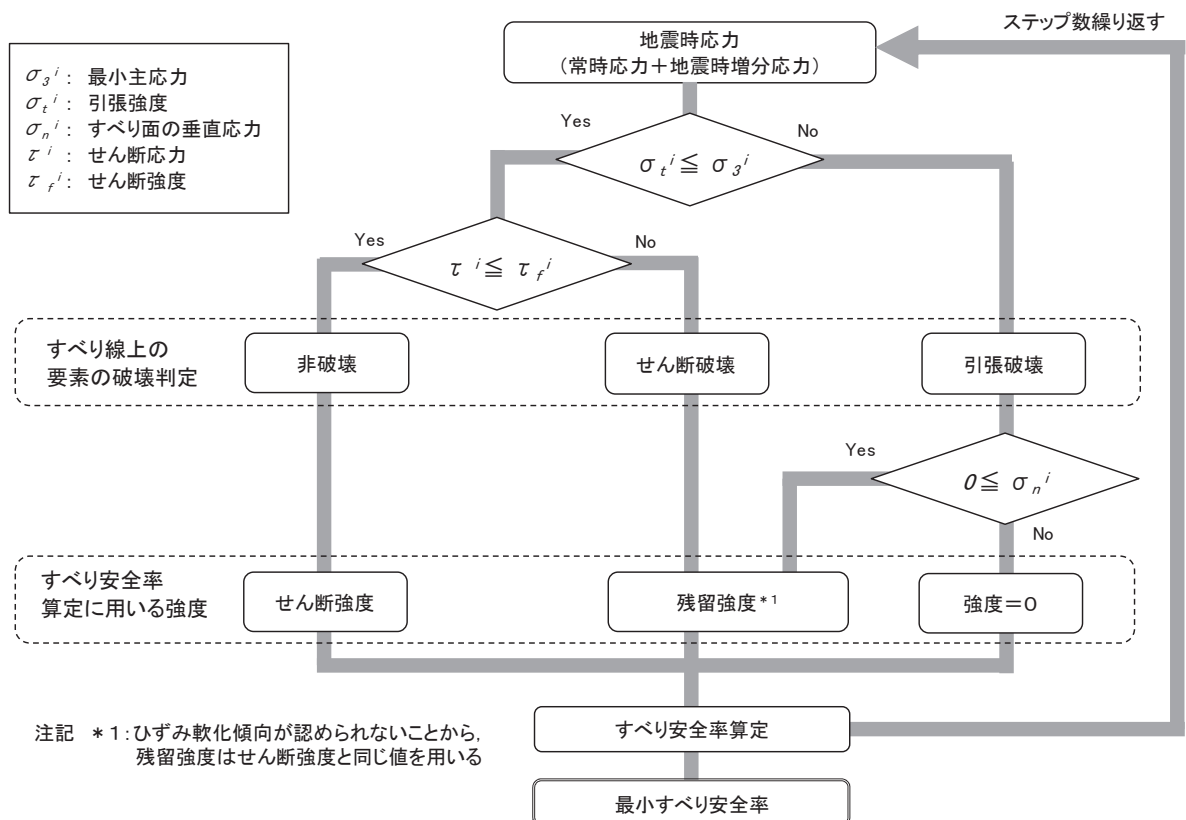 ステップ数繰り返す
地震時応力
（常時応力＋地震時増分応力）
σ₃ⁱ： 最小主応力
σₜⁱ： 引張強度
σₙⁱ： すべり面の垂直応力
τⁱ： せん断応力
τ_fⁱ： せん断強度
Yes
No
σₜⁱ≦ σ₃ⁱ
Yes
No
τⁱ≦ τ_fⁱ
すべり線上の
要素の破壊判定
非破壊
せん断破壊
引張破壊
Yes
0≦ σₙⁱ
No
すべり安全率
算定に用いる強度
せん断強度
残留強度*¹
強度＝0
注記 ＊１：ひずみ軟化傾向が認められないことから，
残留強度はせん断強度と同じ値を用いる
すべり安全率算定
最小すべり安全率